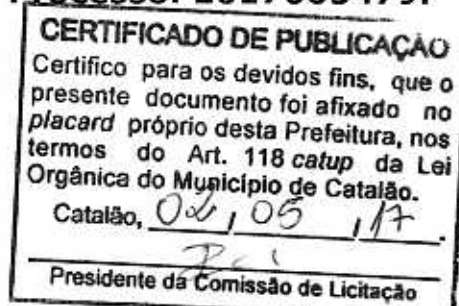 CERTIFICADO DE PUBLICAÇÃO
Certifico para os devidos fins, que o
presente documento foi afixado no
placard próprio desta Prefeitura, nos
termos do Art. 118 catup da Lei
Orgânica do Município de Catalão.
Catalão, 02 / 05 / 17.
Presidente da Comissão de Licitação